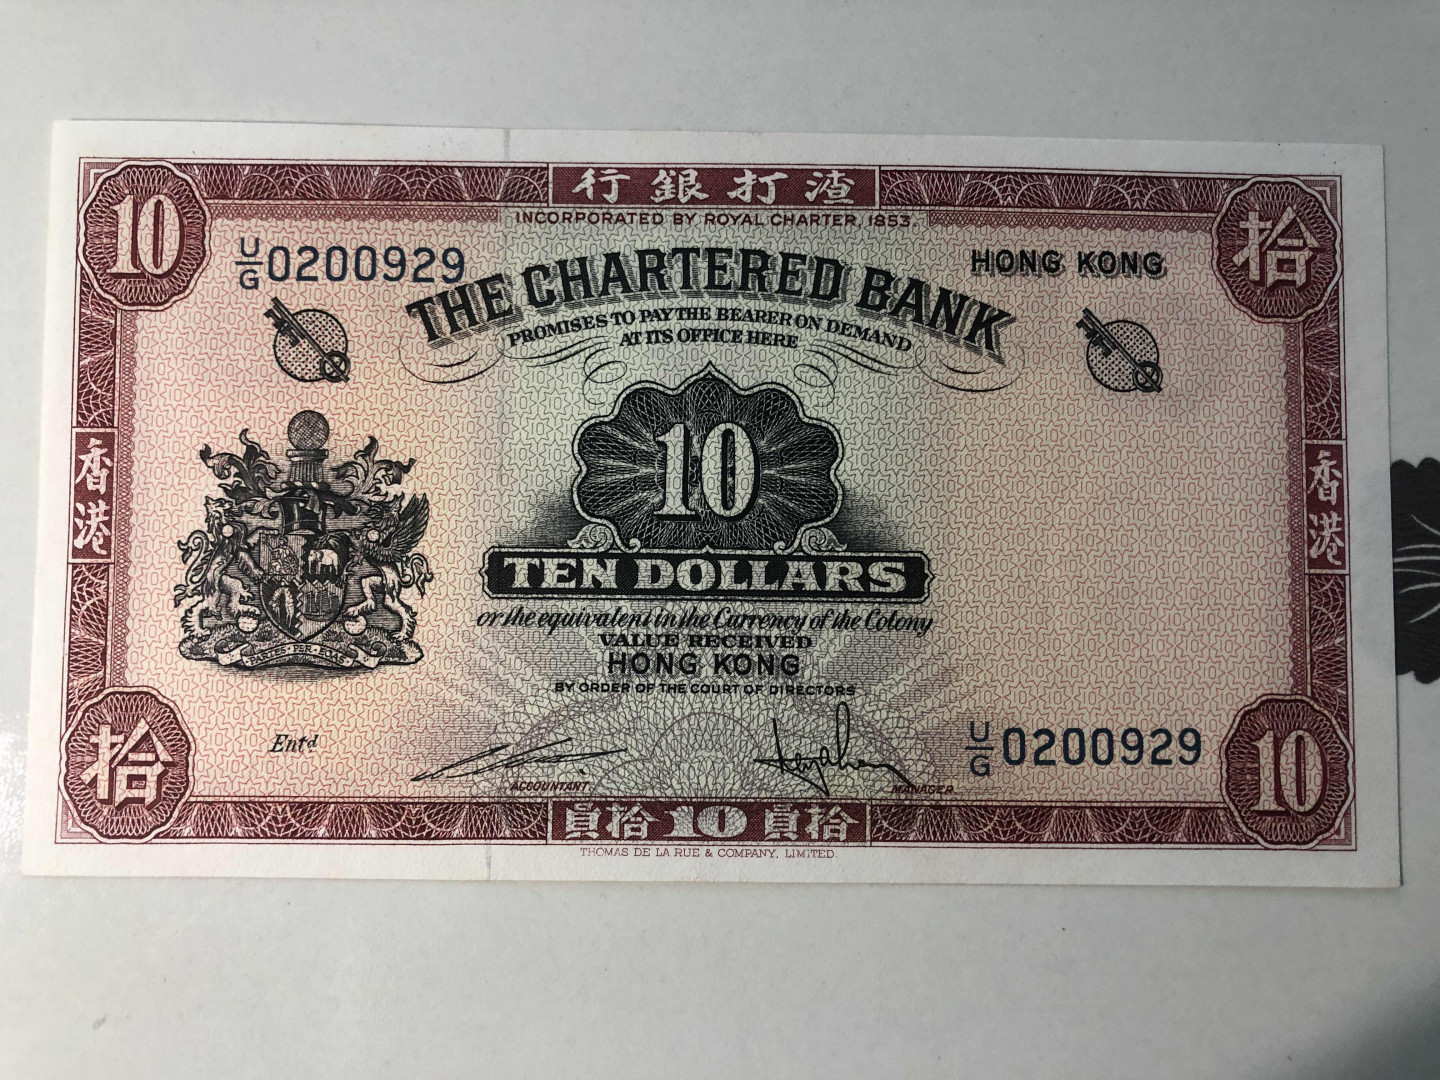 行銀打渣
INCORPORATED BY ROYAL CHARTER, 1853.
10
拾
U/G 0200929
HONG KONG
THE CHARTERED BANK
PROMISES TO PAY THE BEARER ON DEMAND
AT ITS OFFICE HERE
10
香港
香港
TEN DOLLARS
or the equivalent in the Currency of the Colony
VALUE RECEIVED
HONG KONG
BY ORDER OF THE COURT OF DIRECTORS
Entd
U/G 0200929
ACCOUNTANT.
MANAGER.
拾
員拾 10 員拾
10
THOMAS DE LA RUE & COMPANY, LIMITED.